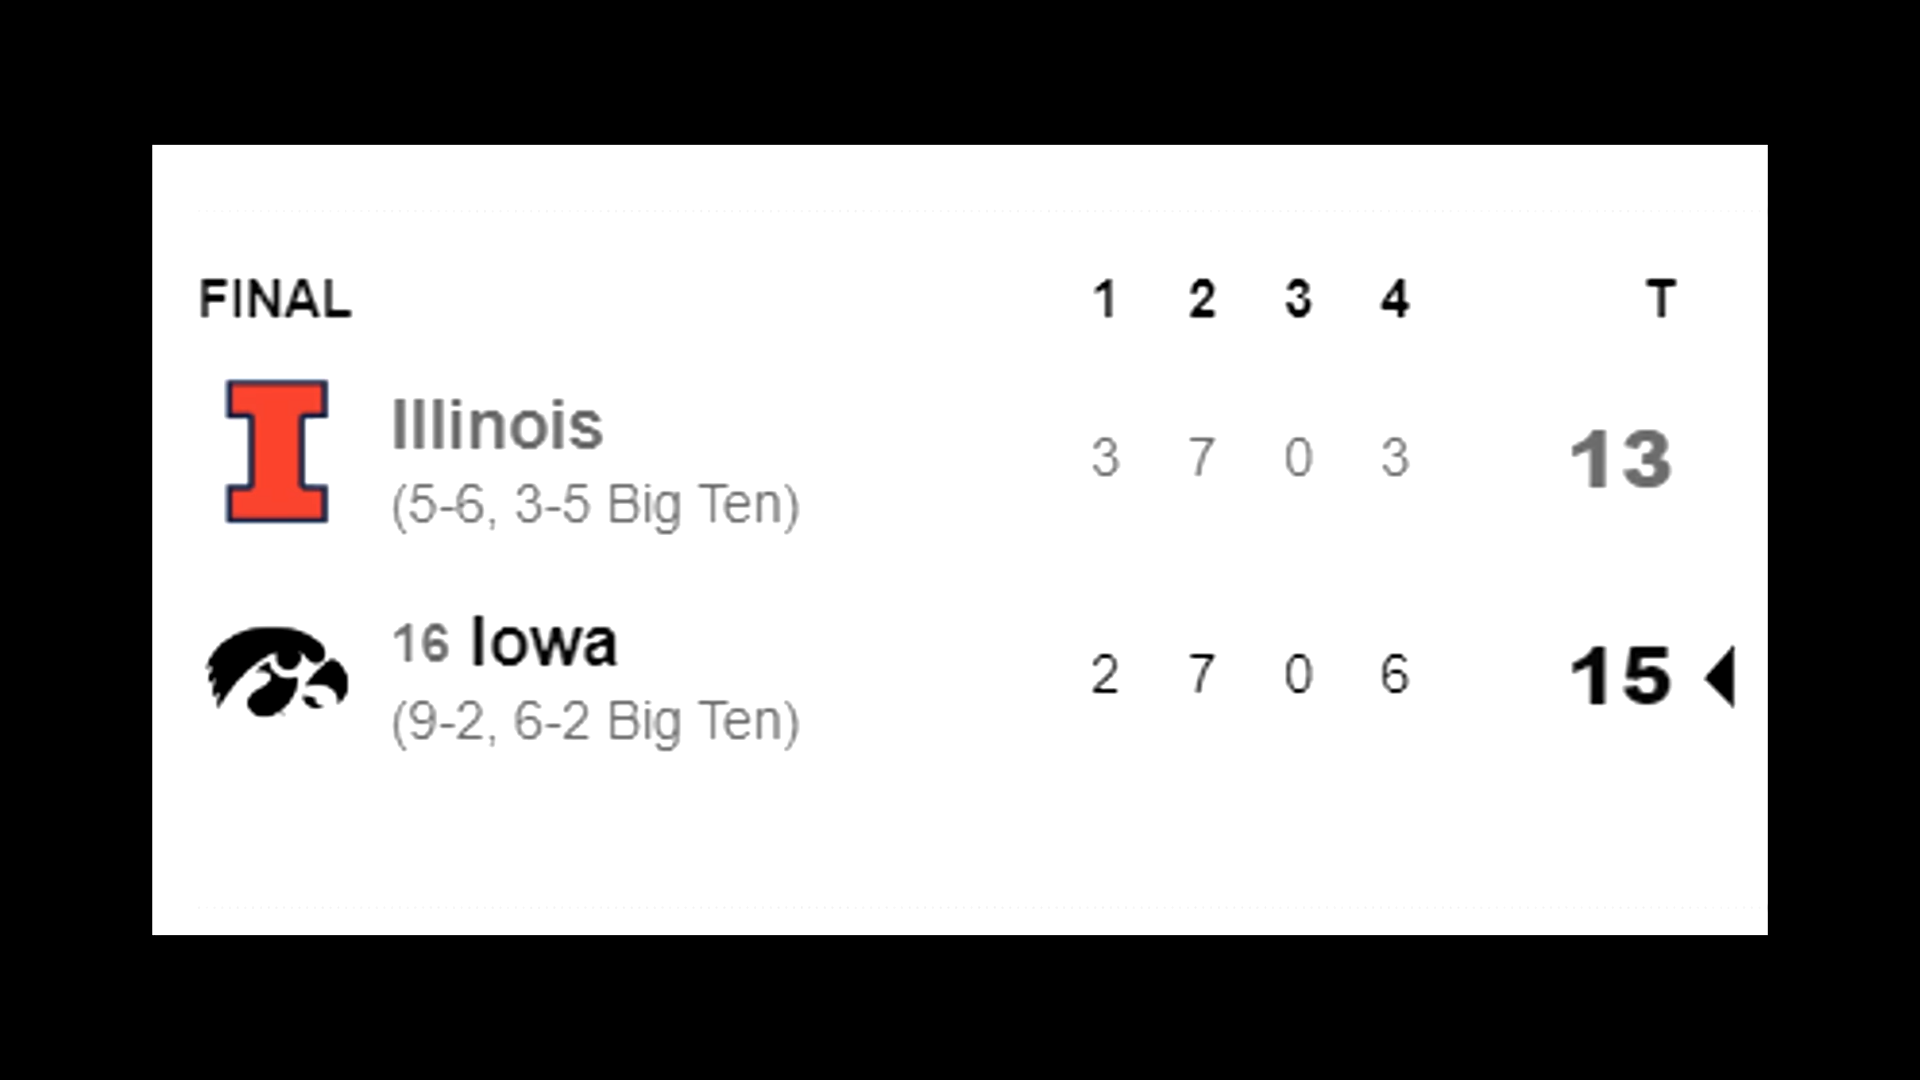 FINAL 1 2 3 4 T
Illinois 3 7 0 3 13
(5-6, 3-5 Big Ten)
16 Iowa 2 7 0 6 15
(9-2, 6-2 Big Ten)